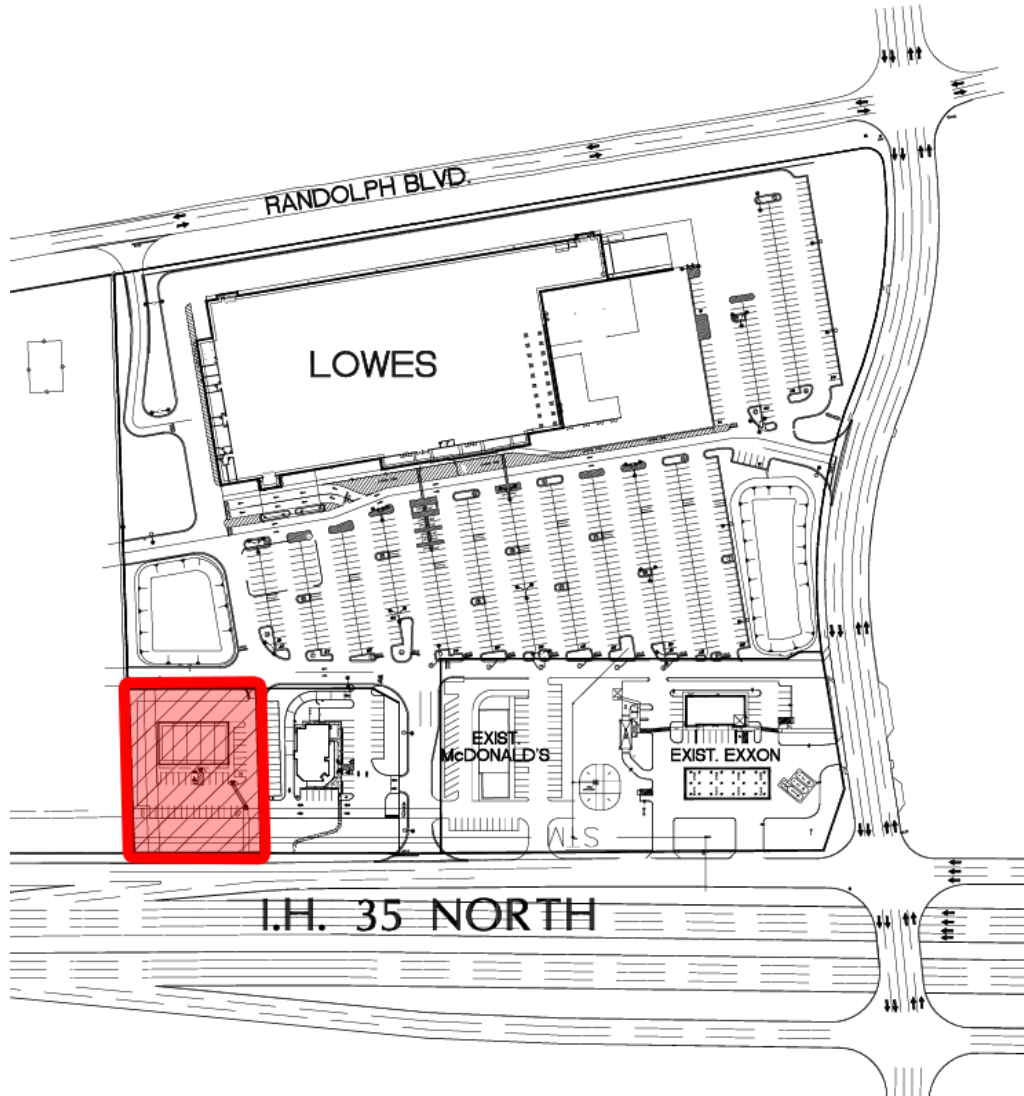 RANDOLPH BLVD.
LOWES
EXIST.
McDONALD'S
EXIST. EXXON
I.H. 35 NORTH